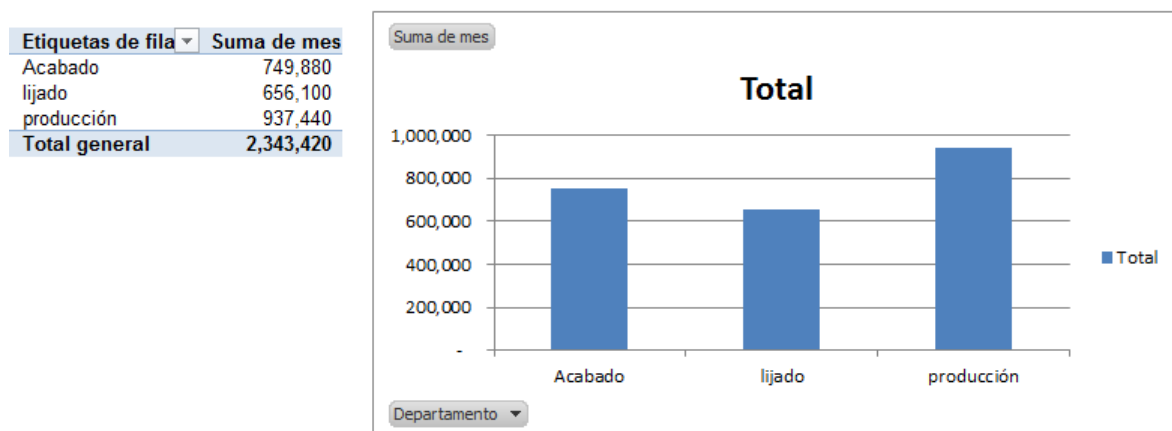 Etiquetas de fila Suma de mes
Acabado 749,880
lijado 656,100
producción 937,440
Total general 2,343,420
Suma de mes
Total
1,000,000
800,000
600,000
400,000
200,000
-
Acabado lijado producción
Total
Departamento